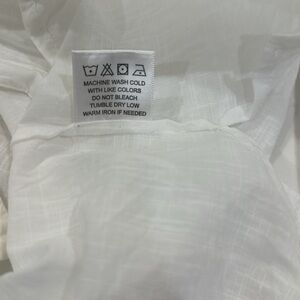 MACHINE WASH COLD
WITH LIKE COLORS
DO NOT BLEACH
TUMBLE DRY LOW
WARM IRON IF NEEDED